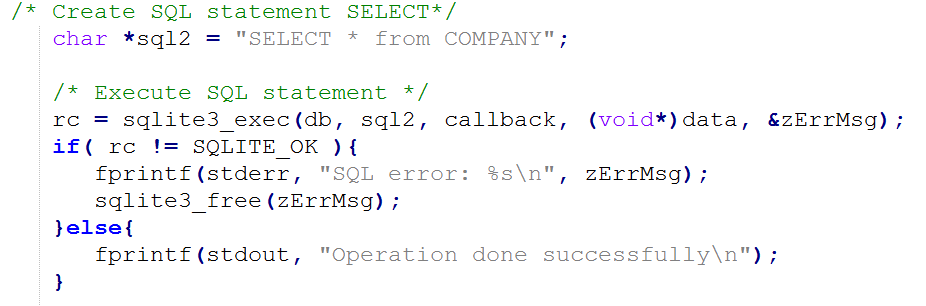 /* Create SQL statement SELECT*/
char *sql2 = "SELECT * from COMPANY";
/* Execute SQL statement */
rc = sqlite3_exec(db, sql2, callback, (void*)data, &zErrMsg);
if( rc != SQLITE_OK ){
fprintf(stderr, "SQL error: %s\n", zErrMsg);
sqlite3_free(zErrMsg);
}else{
fprintf(stdout, "Operation done successfully\n");
}